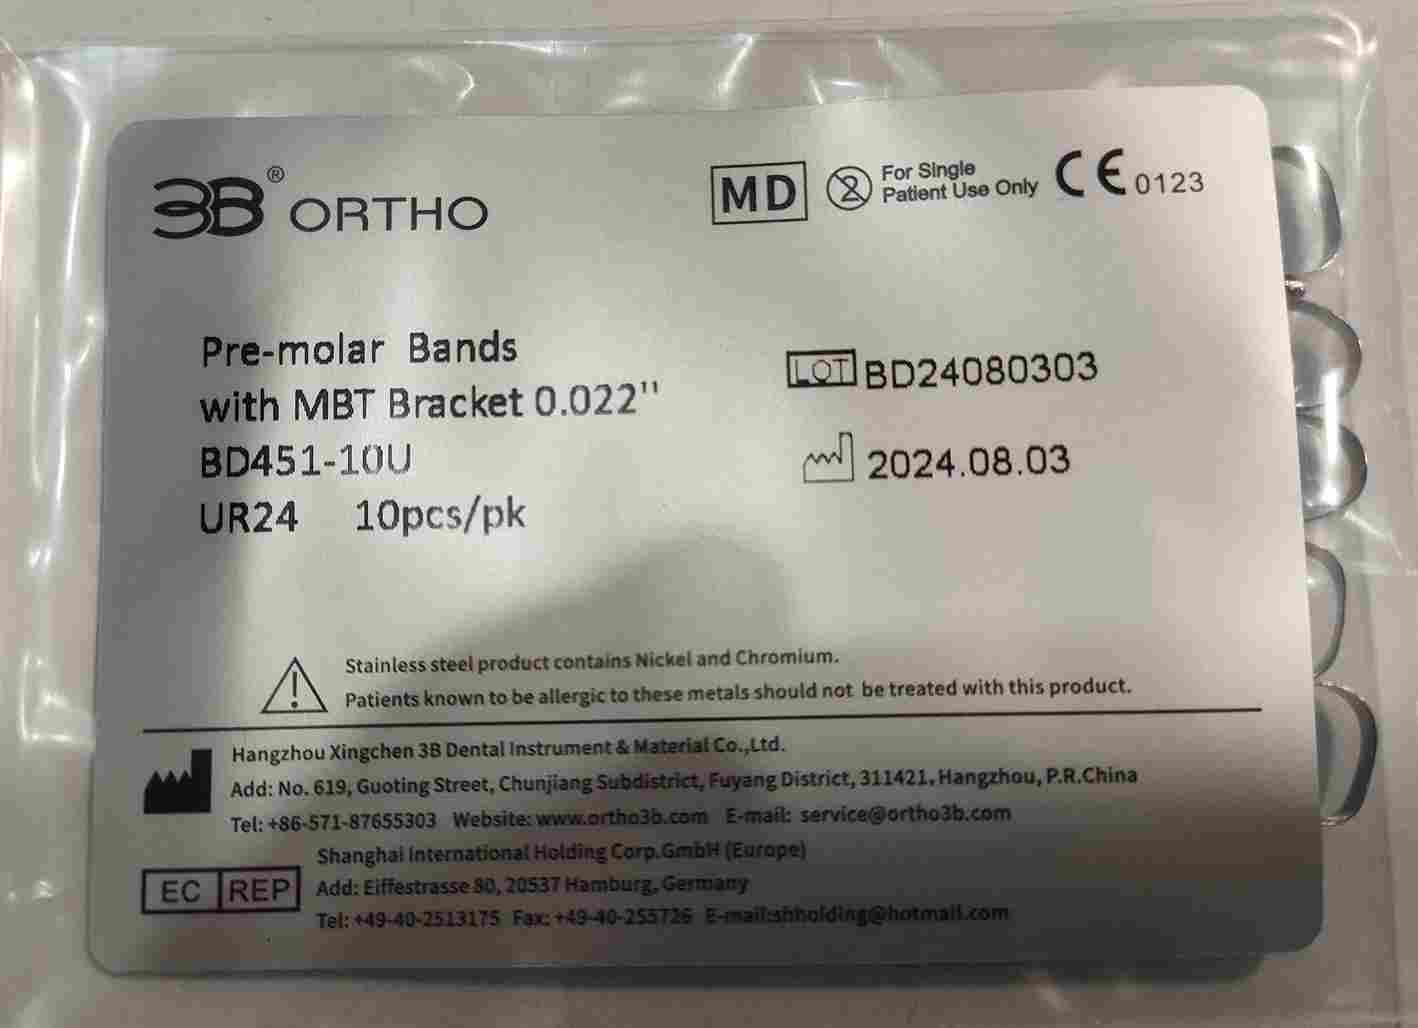 3B® ORTHO
MD
2
For Single
Patient Use Only
CE 0123
Pre-molar Bands
with MBT Bracket 0.022"
BD451-10U
UR24 10pcs/pk
LOT BD24080303
2024.08.03
Stainless steel product contains Nickel and Chromium.
Patients known to be allergic to these metals should not be treated with this product.
Hangzhou Xingchen 3B Dental Instrument & Material Co.,Ltd.
Add: No. 619, Guoting Street, Chunjiang Subdistrict, Fuyang District, 311421, Hangzhou, P.R.China
Tel: +86-571-87655303 Website: www.ortho3b.com E-mail: service@ortho3b.com
EC REP
Shanghai International Holding Corp.GmbH (Europe)
Add: Eiffestrasse 80, 20537 Hamburg, Germany
Tel: +49-40-2513175 Fax: +49-40-255726 E-mail:shholding@hotmail.com